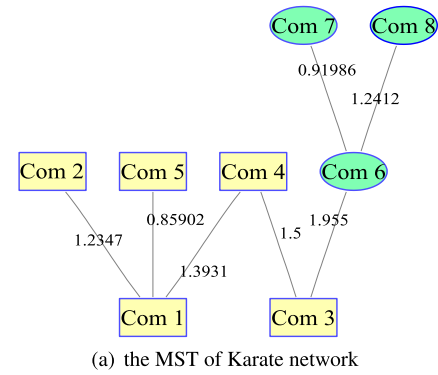 Com 7
Com 8
0.91986
1.2412
Com 2
Com 5
Com 4
Com 6
1.2347
0.85902
1.3931
1.5
1.955
Com 1
Com 3
(a) the MST of Karate network